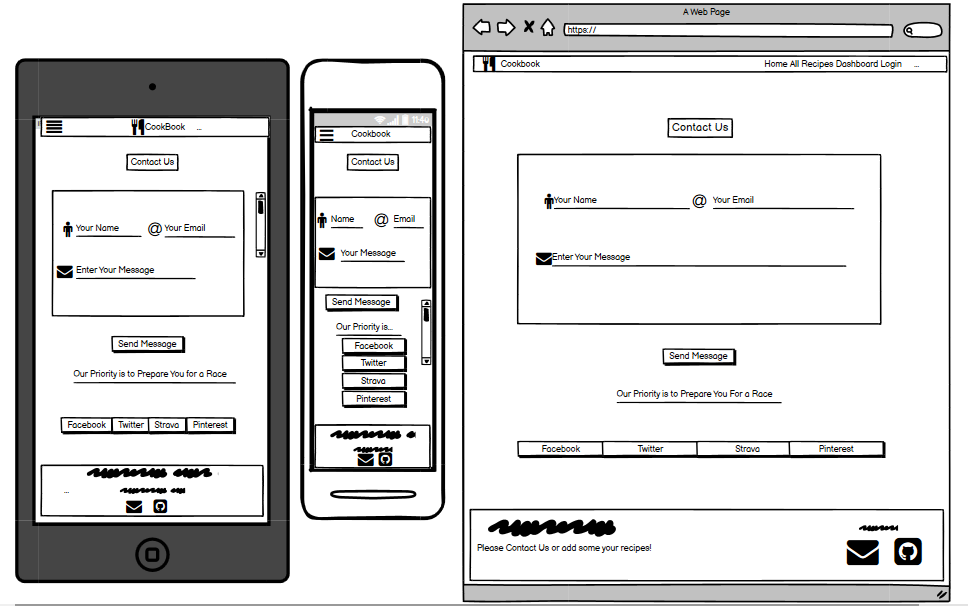 CookBook ...
Contact Us
Your Name @ Your Email
Enter Your Message
Send Message
Our Priority is to Prepare You for a Race
Facebook Twitter Strava Pinterest
...
11:40
Cookbook
Contact Us
Name @ Email
Your Message
Send Message
Our Priority is...
Facebook
Twitter
Strava
Pinterest
A Web Page
https://
Cookbook Home All Recipes Dashboard Login ...
Contact Us
Your Name @ Your Email
Enter Your Message
Send Message
Our Priority is to Prepare You For a Race
Facebook Twitter Strava Pinterest
Please Contact Us or add some your recipes!